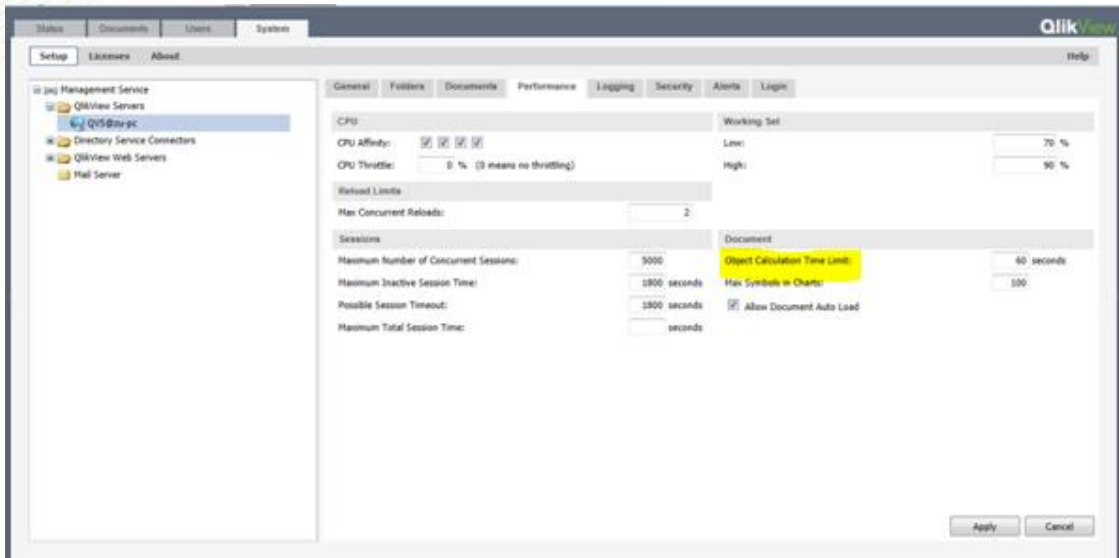 Status Documents Users System
QlikView
Setup Licenses About
Help
Management Service
QlikView Servers
QVS@zw-pc
Directory Service Connectors
QlikView Web Servers
Mail Server
General Folders Documents Performance Logging Security Alerts Login
CPU
CPU Affinity:
CPU Throttle: 0 % (0 means no throttling)
Reload Limits
Max Concurrent Reloads: 2
Sessions
Maximum Number of Concurrent Sessions: 5000
Maximum Inactive Session Time: 1800 seconds
Possible Session Timeout: 1800 seconds
Maximum Total Session Time: seconds
Working Set
Low: 70 %
High: 90 %
Document
Object Calculation Time Limit: 60 seconds
Max Symbols in Charts: 100
Allow Document Auto Load
Apply Cancel